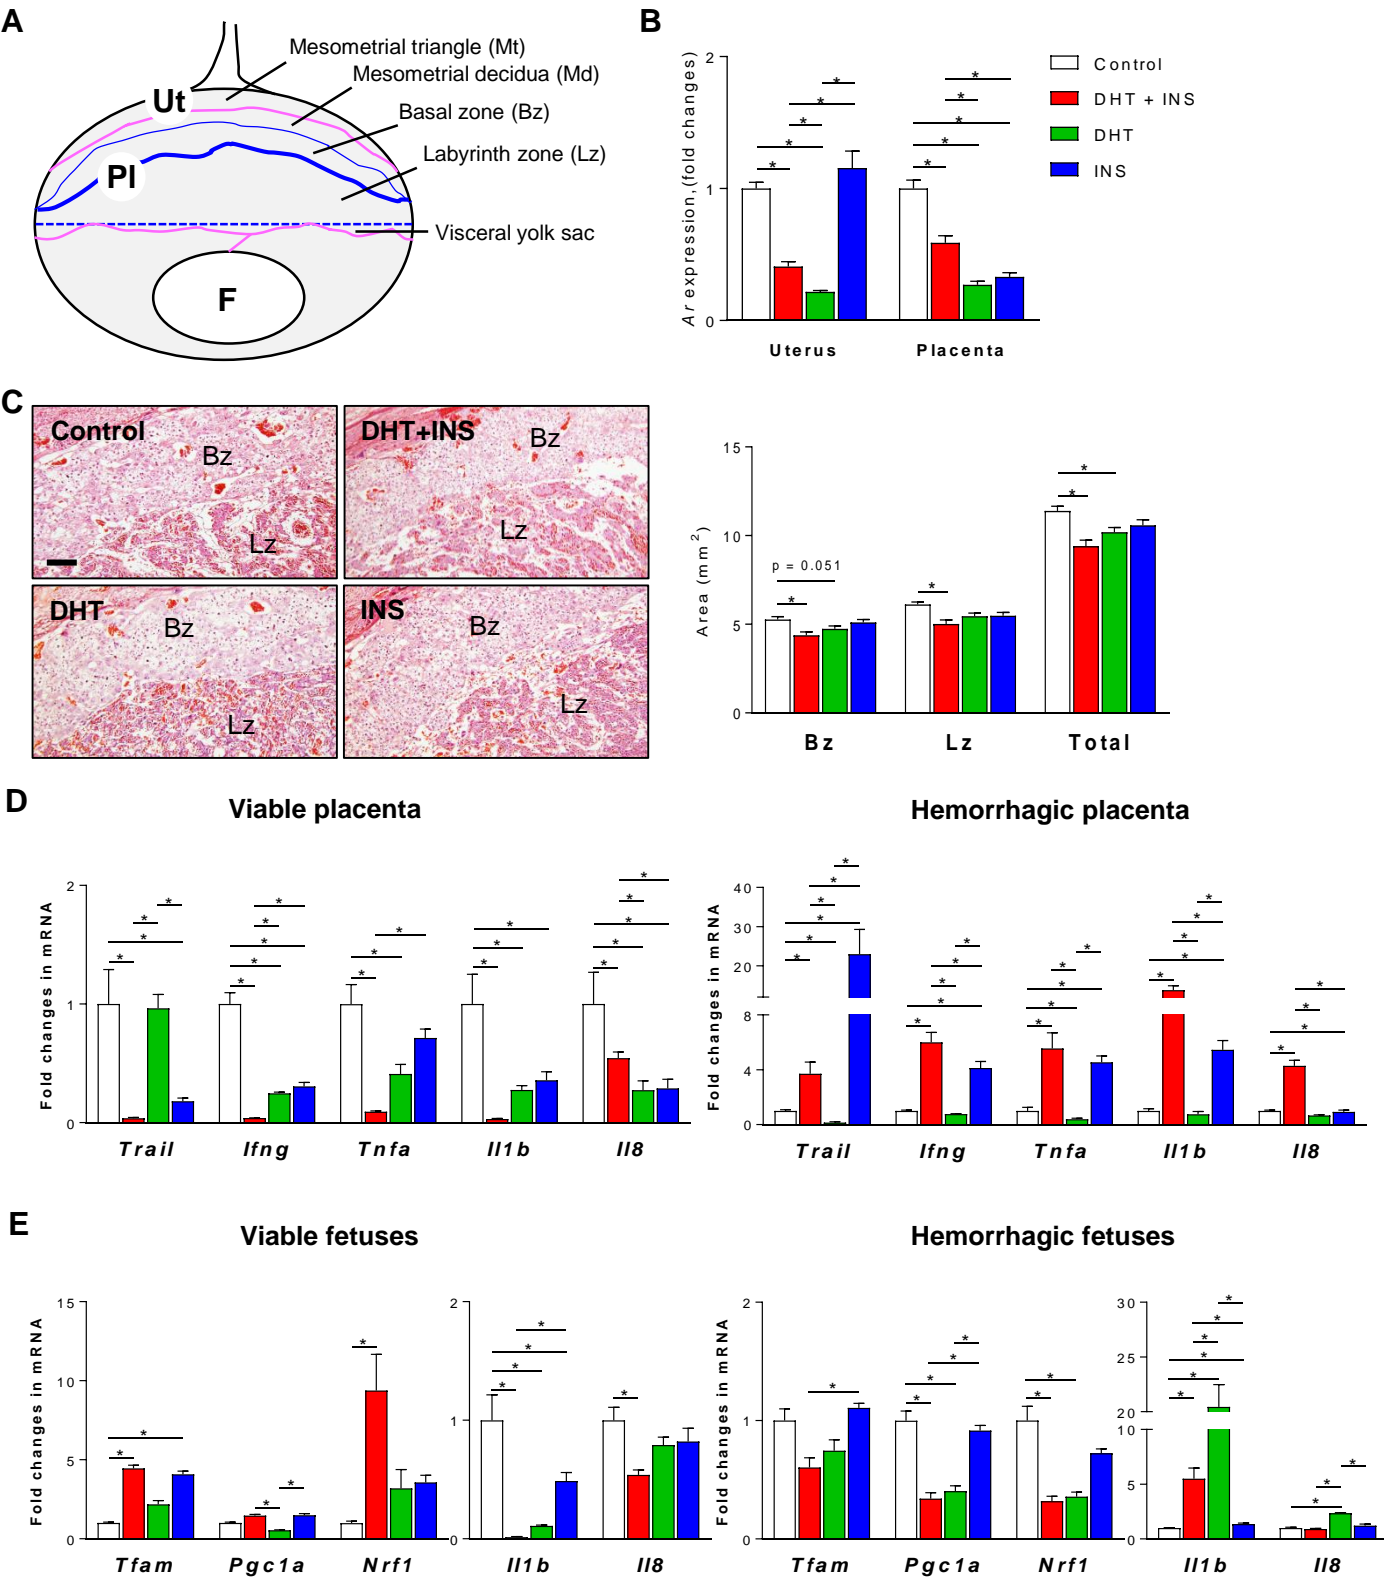 A
Mesometrial triangle (Mt)
Mesometrial decidua (Md)
Basal zone (Bz)
Labyrinth zone (Lz)
Visceral yolk sac
Ut
Pl
F
B
Ar expression, (fold changes)
2
1
0
* * * * * *
* * * * *
Uterus Placenta
Control
DHT + INS
DHT
INS
C
Control Bz Lz
DHT+INS Bz Lz
DHT Bz Lz
INS Bz Lz
Area (mm²)
15
10
5
0
p = 0.051
* * * *
Bz Lz Total
D
Viable placenta
Fold changes in mRNA
2
1
0
* * * *
* * * * *
* * *
* * *
* * * * *
Trail Ifng Tnfa Il1b Il8
Hemorrhagic placenta
Fold changes in mRNA
40
30
20
8
4
0
* * * * * *
* * * * *
* * * * *
* * * * *
* * * *
Trail Ifng Tnfa Il1b Il8
E
Viable fetuses
Fold changes in mRNA
15
10
5
0
* * * * *
Tfam Pgc1a Nrf1
2
1
0
* * * * *
Il1b Il8
Hemorrhagic fetuses
Fold changes in mRNA
2
1
0
* * * * * * *
Tfam Pgc1a Nrf1
30
25
20
10
5
0
* * * * * *
* * *
Il1b Il8